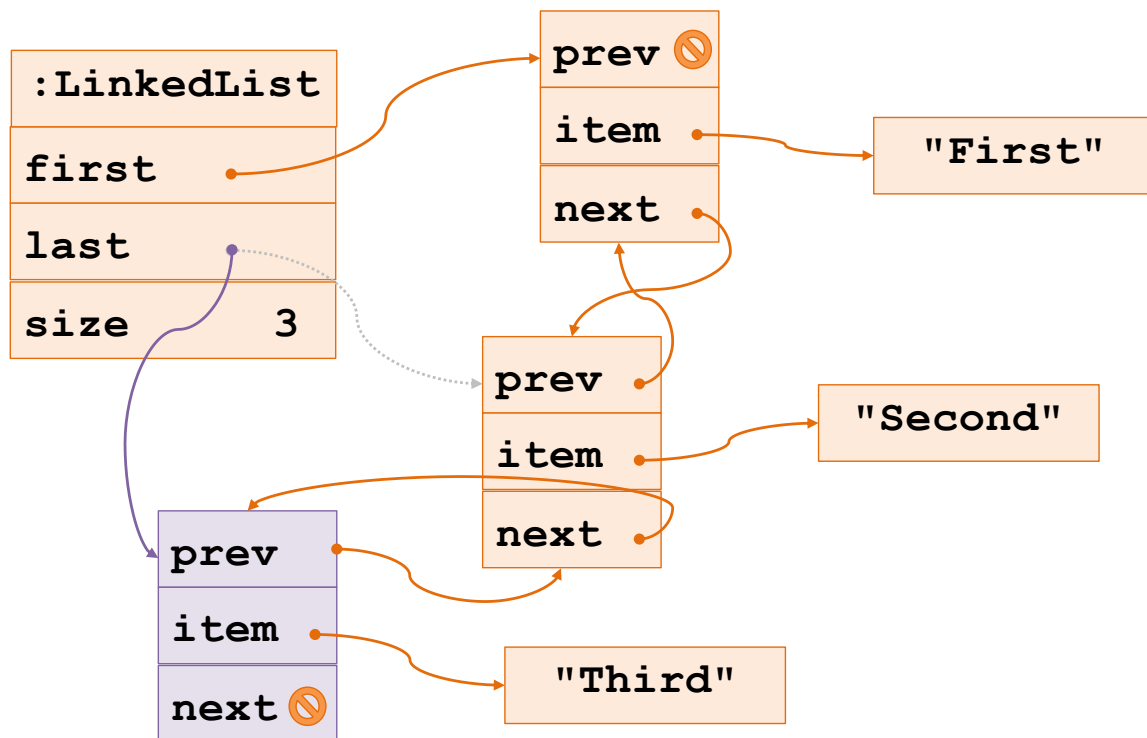 :LinkedList
first
last
size 3
prev
item
next
"First"
prev
item
next
"Second"
prev
item
next
"Third"